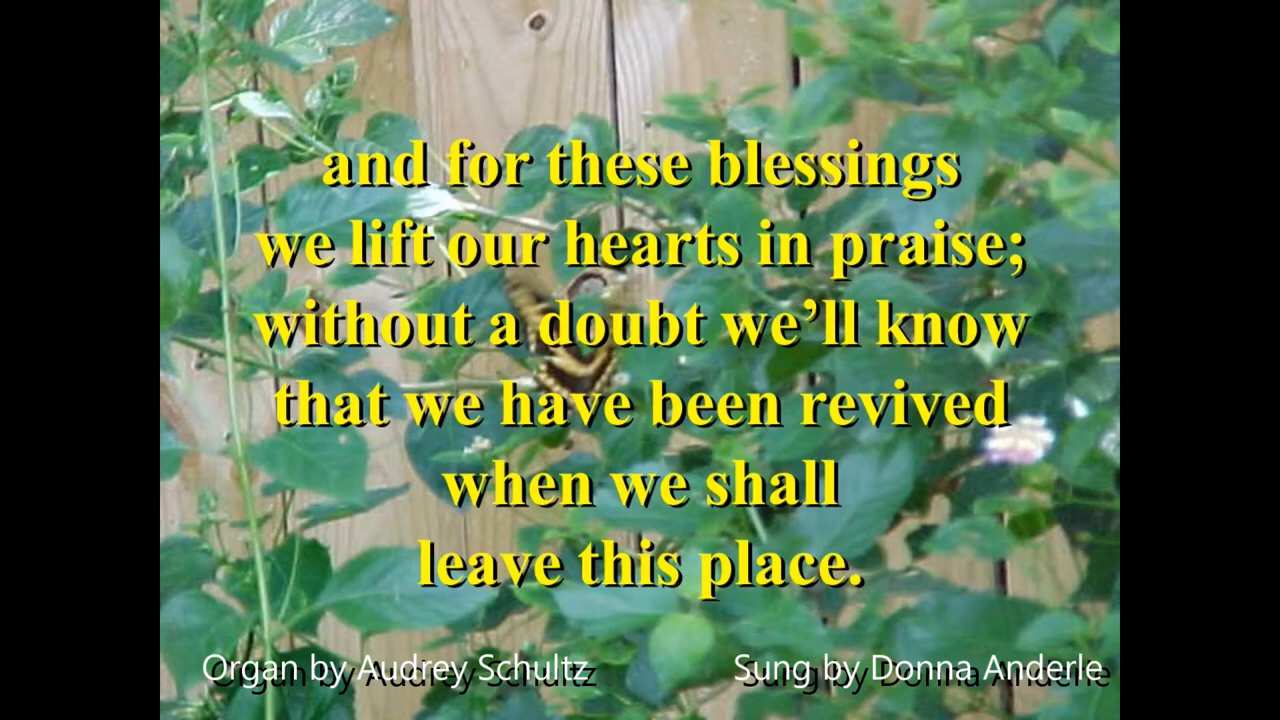 and for these blessings
we lift our hearts in praise;
without a doubt we’ll know
that we have been revived
when we shall
leave this place.
Organ by Audrey Schultz
Sung by Donna Anderle